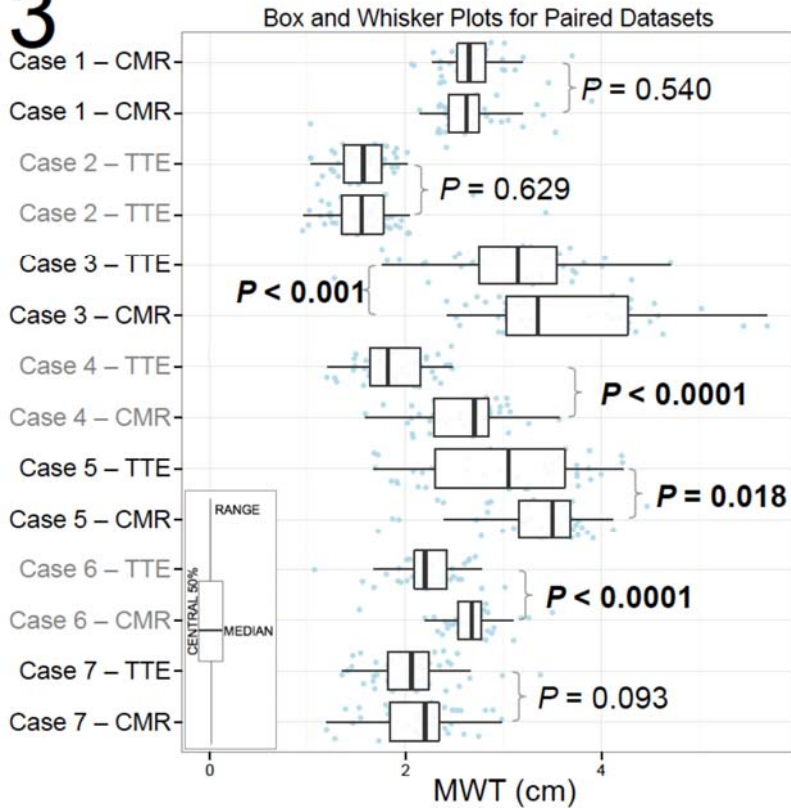 3
Box and Whisker Plots for Paired Datasets
Case 1 – CMR
P = 0.540
Case 1 – CMR
Case 2 – TTE
P = 0.629
Case 2 – TTE
Case 3 – TTE
P < 0.001
Case 3 – CMR
Case 4 – TTE
P < 0.0001
Case 4 – CMR
Case 5 – TTE
P = 0.018
Case 5 – CMR
Case 6 – TTE
P < 0.0001
Case 6 – CMR
Case 7 – TTE
P = 0.093
Case 7 – CMR
RANGE
CENTRAL 50%
MEDIAN
0 2 4
MWT (cm)